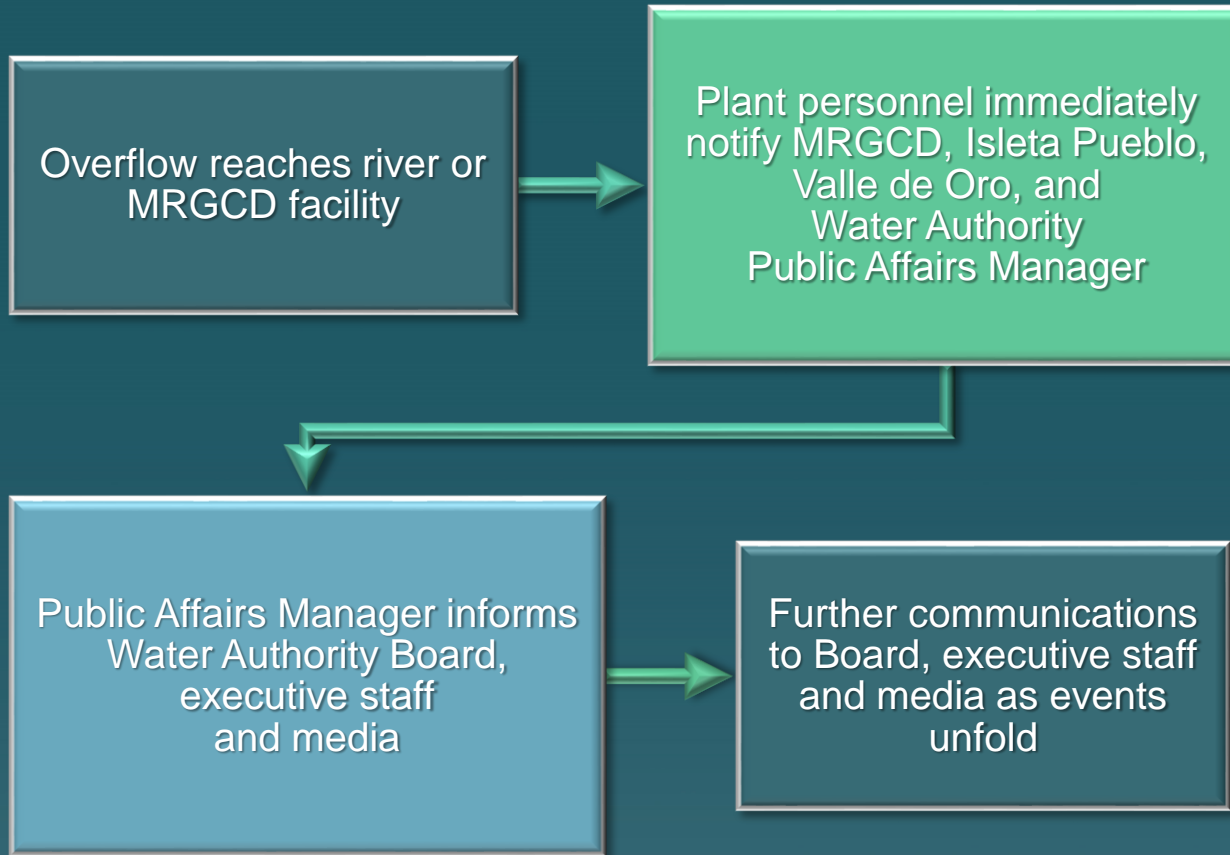 Overflow reaches river or
MRGCD facility
Plant personnel immediately
notify MRGCD, Isleta Pueblo,
Valle de Oro, and
Water Authority
Public Affairs Manager
Public Affairs Manager informs
Water Authority Board,
executive staff
and media
Further communications
to Board, executive staff
and media as events
unfold